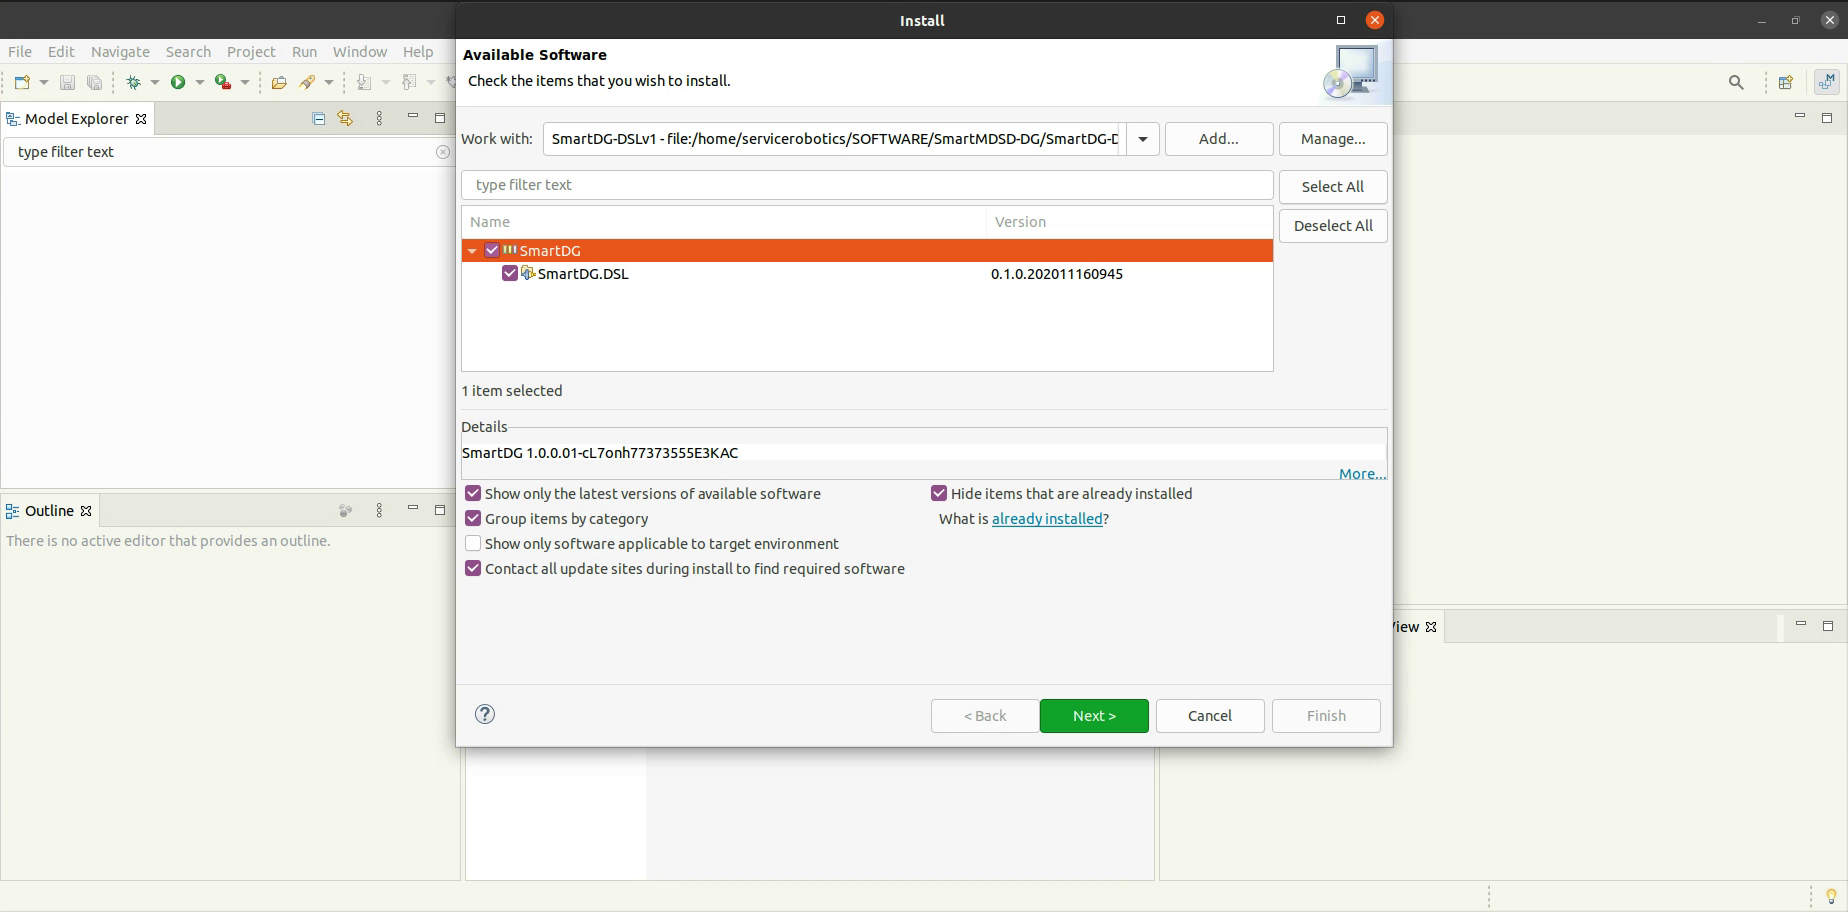 Install
File Edit Navigate Search Project Run Window Help
Available Software
Check the items that you wish to install.
Model Explorer
type filter text
Work with: SmartDG-DSLv1 - file:/home/servicerobotics/SOFTWARE/SmartMDSD-DG/SmartDG-D Add... Manage...
type filter text
Select All
Deselect All
Name Version
SmartDG
SmartDG.DSL 0.1.0.202011160945
1 item selected
Details
SmartDG 1.0.0.01-cL7onh77373555E3KAC
More...
Show only the latest versions of available software
Hide items that are already installed
Group items by category
What is already installed?
Show only software applicable to target environment
Contact all update sites during install to find required software
Outline
There is no active editor that provides an outline.
View
? < Back Next > Cancel Finish